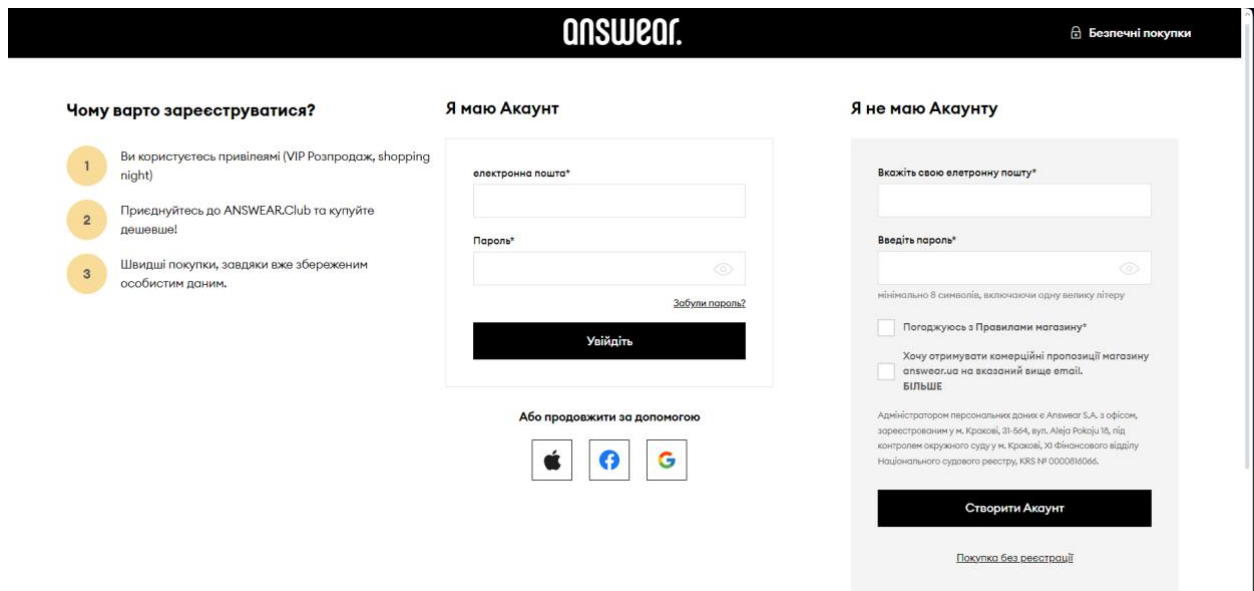 answear.
Безпечні покупки
Чому варто зареєструватися?
1
Ви користуєтесь привілеямі (VIP Розпродаж, shopping
night)
2
Приєднуйтесь до ANSWEAR.Club та купуйте
дешевше!
3
Швидші покупки, завдяки вже збереженим
особистим даним.
Я маю Акаунт
електронна пошта*
Пароль*
Забули пароль?
Увійдіть
Або продовжити за допомогою
G
Я не маю Акаунту
Вкажіть свою елетронну пошту*
Введіть пароль*
мінімально 8 символів, включаючи одну велику літеру
Погоджуюсь з Правилами магазину*
Хочу отримувати комерційні пропозиції магазину
answear.ua на вказаний вище email.
БІЛЬШЕ
Адміністратором персональних даних є Answear S.A. з офісом,
зареєстрованим у м. Кракові, 31-564, вул. Aleja Pokoju 18, під
контролем окружного суду у м. Кракові, XI Фінансового відділу
Національного судового реєстру, KRS № 0000816066.
Створити Акаунт
Покупка без реєстрації